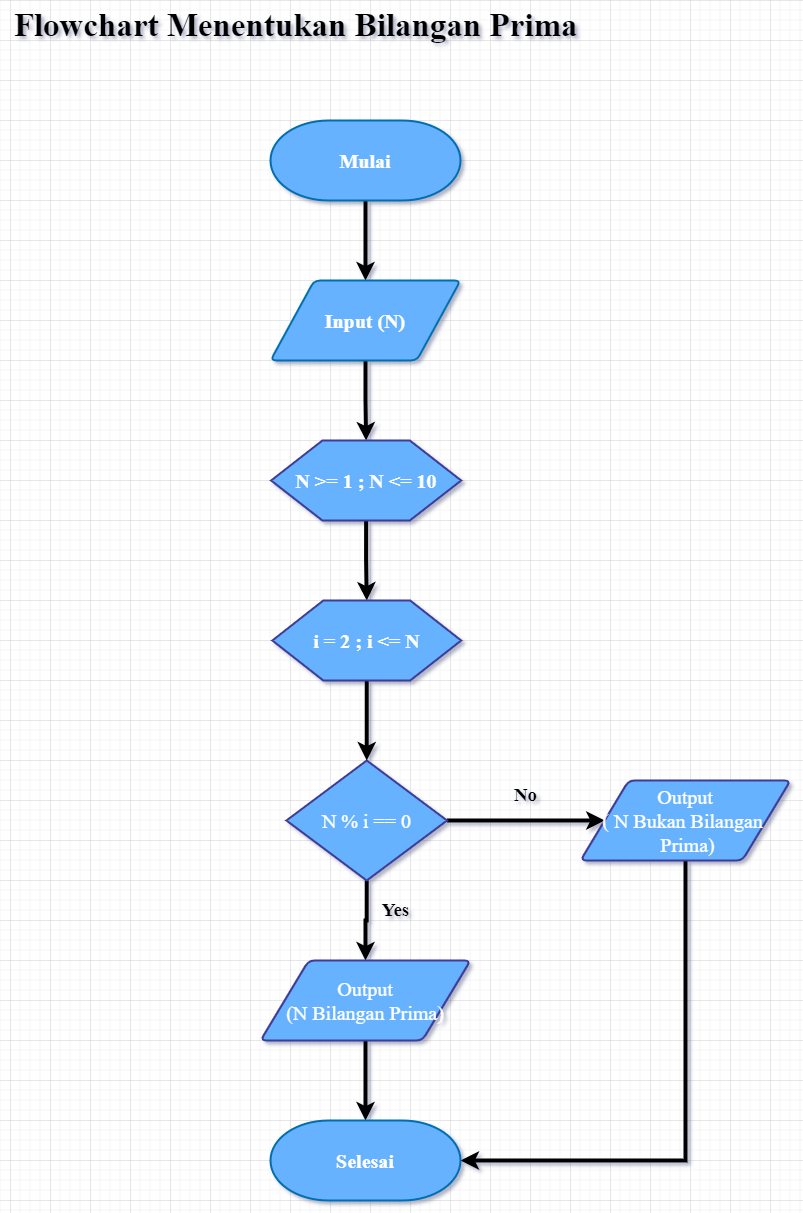 Flowchart Menentukan Bilangan Prima
Mulai
Input (N)
N >= 1 ; N <= 10
i = 2 ; i <= N
N % i == 0
No
Output
( N Bukan Bilangan
Prima)
Yes
Output
(N Bilangan Prima)
Selesai